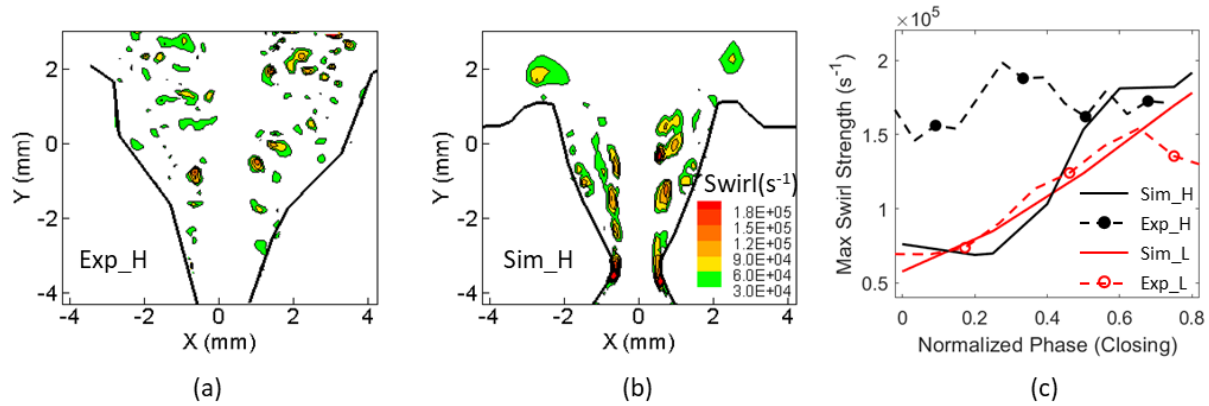 2
0
-2
-4
Y (mm)
Exp_H
-4
-2
0
2
4
X (mm)
(a)
2
0
-2
-4
Y (mm)
Sim_H
Swirl(s⁻¹)
1.8E+05
1.5E+05
1.2E+05
9.0E+04
6.0E+04
3.0E+04
-4
-2
0
2
4
X (mm)
(b)
×10⁵
2
1.5
1
0.5
Max Swirl Strength (s⁻¹)
Sim_H
Exp_H
Sim_L
Exp_L
0
0.2
0.4
0.6
0.8
Normalized Phase (Closing)
(c)